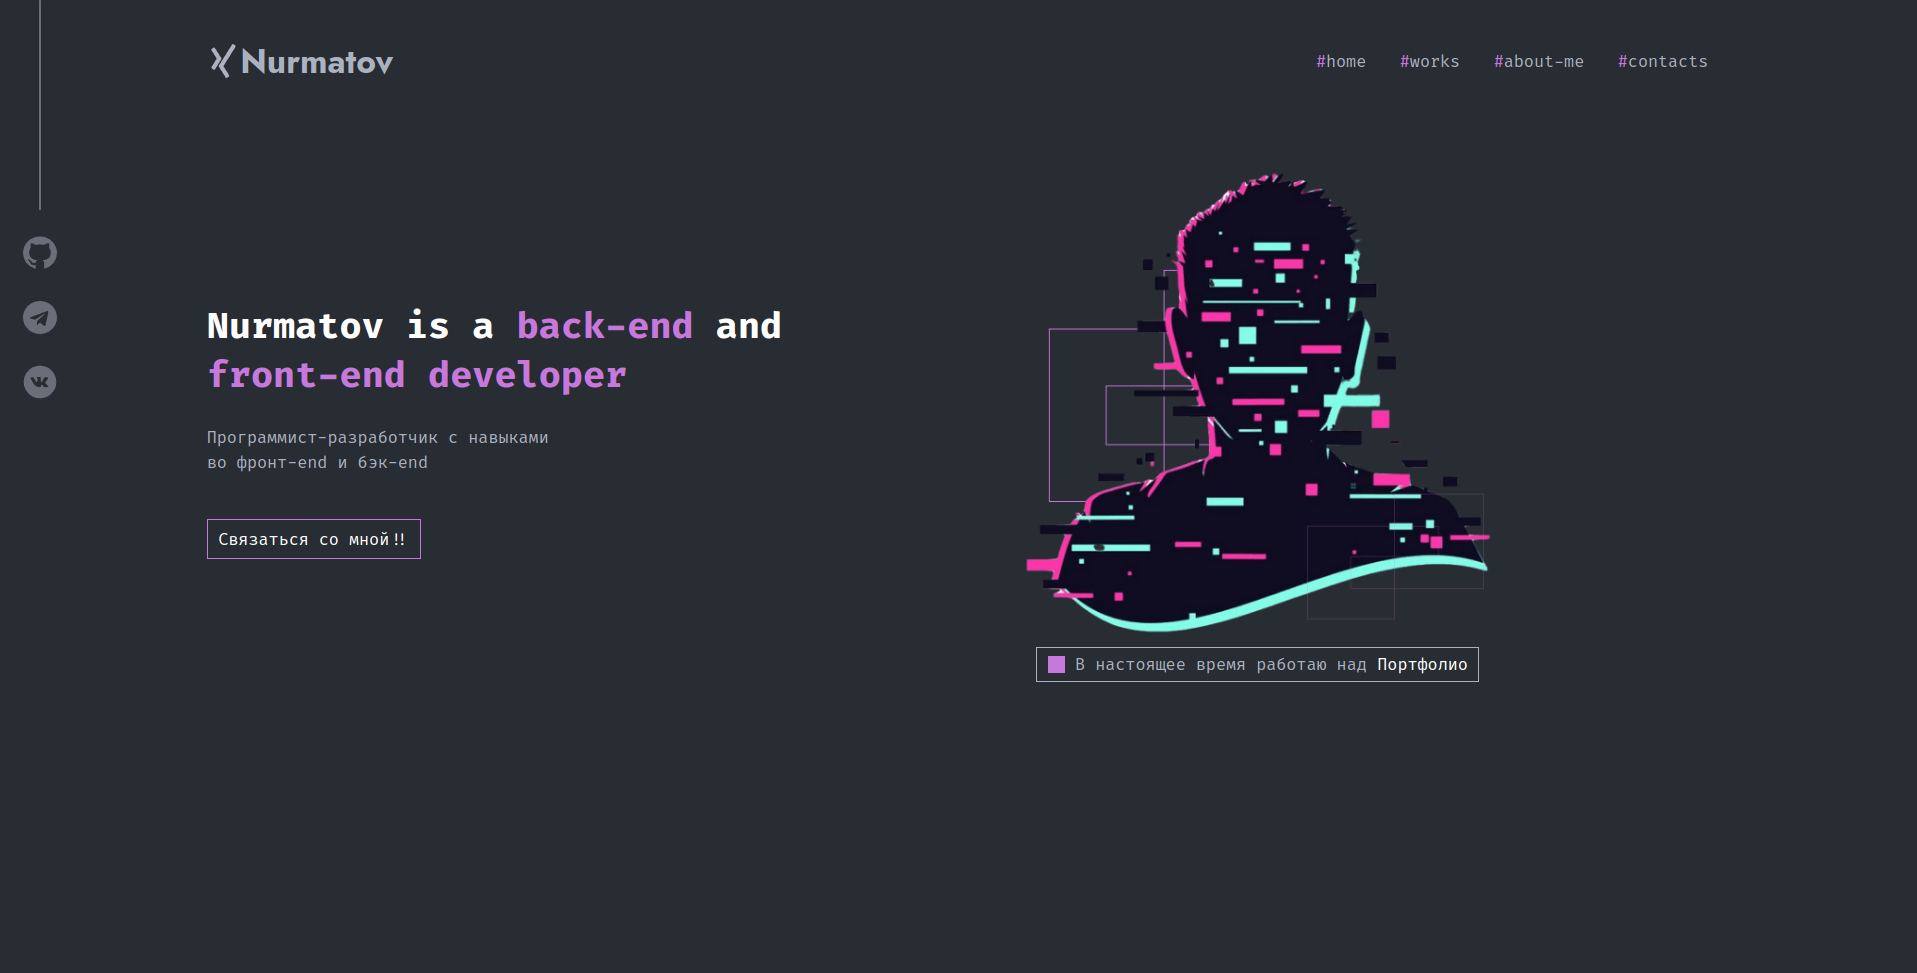 Nurmatov
#home #works #about-me #contacts
Nurmatov is a back-end and
front-end developer
Программист-разработчик с навыками
во фронт-end и бэк-end
Связаться со мной!!
В настоящее время работаю над Портфолио